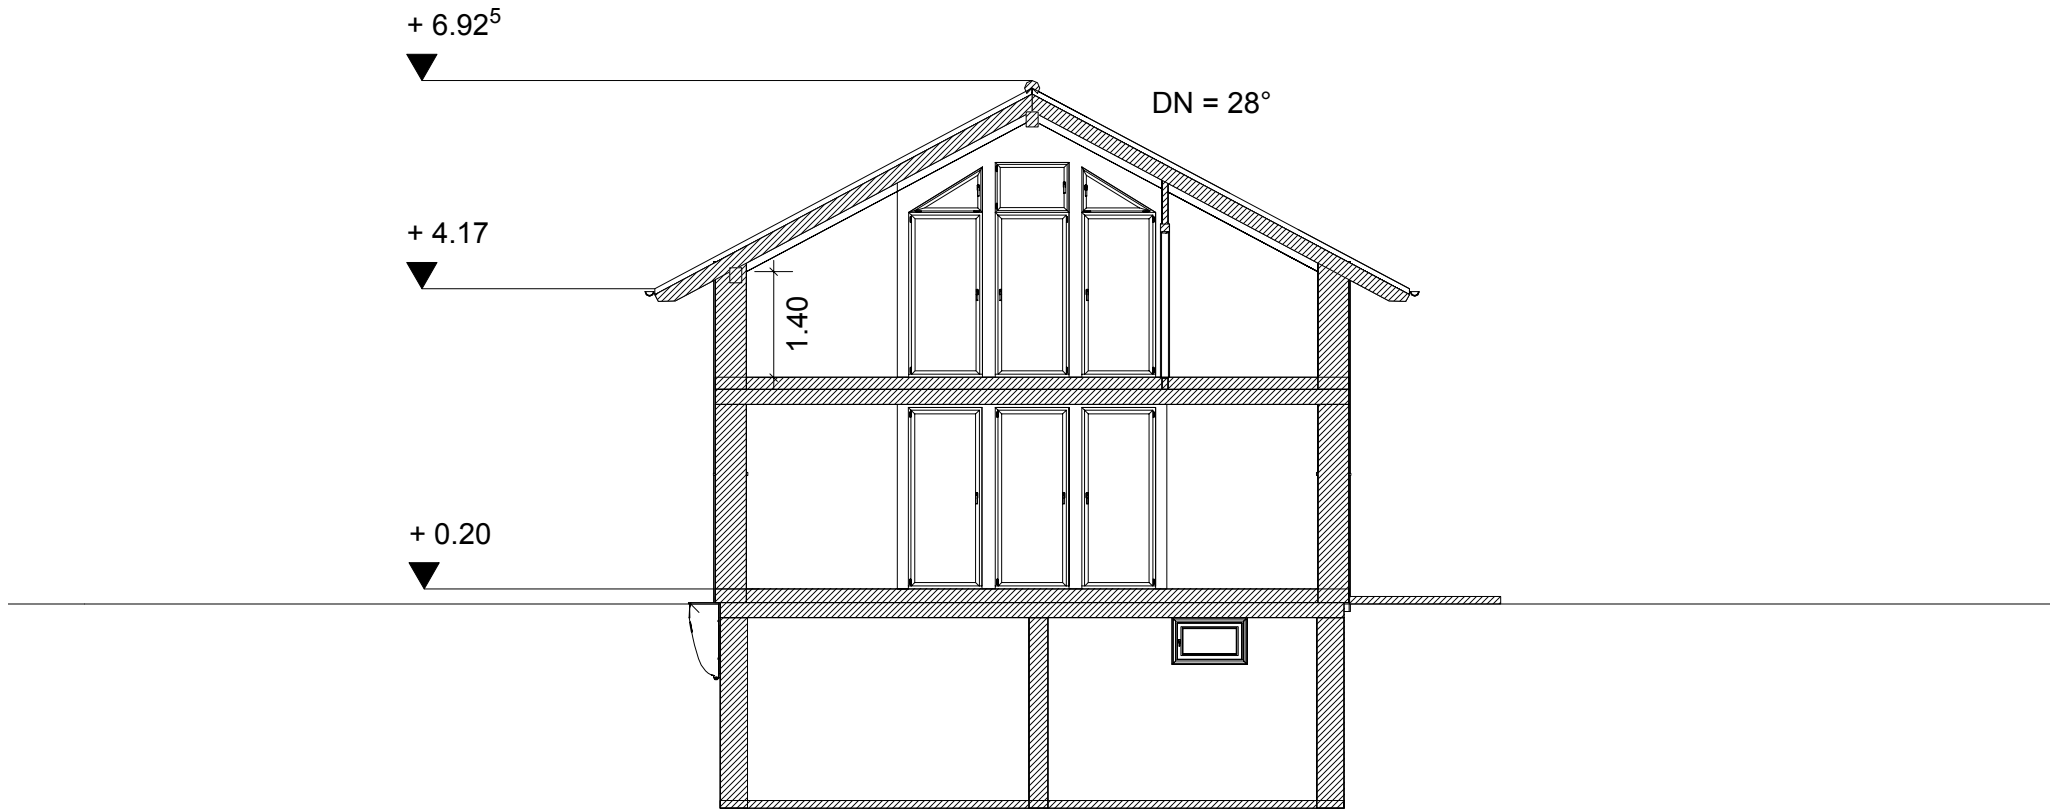 + 6.92⁵
DN = 28°
+ 4.17
1.40
+ 0.20